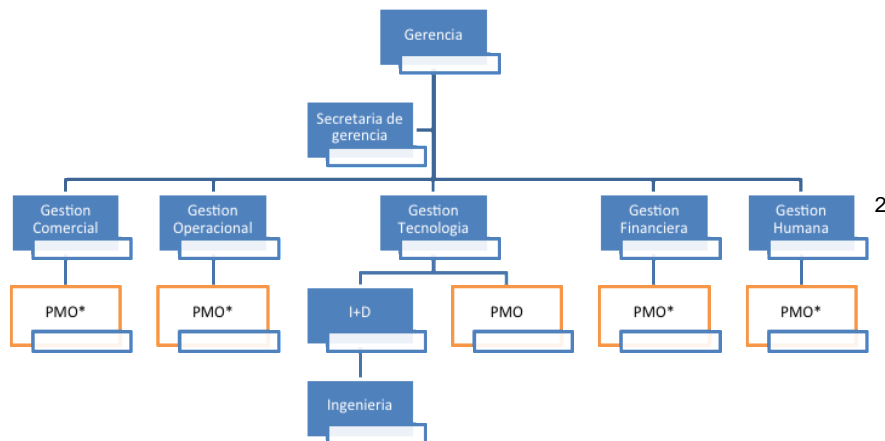 Gerencia
Secretaria de
gerencia
Gestion
Comercial
Gestion
Operacional
Gestion
Tecnologia
Gestion
Financiera
Gestion
Humana
2
PMO*
PMO*
I+D
PMO
PMO*
PMO*
Ingenieria